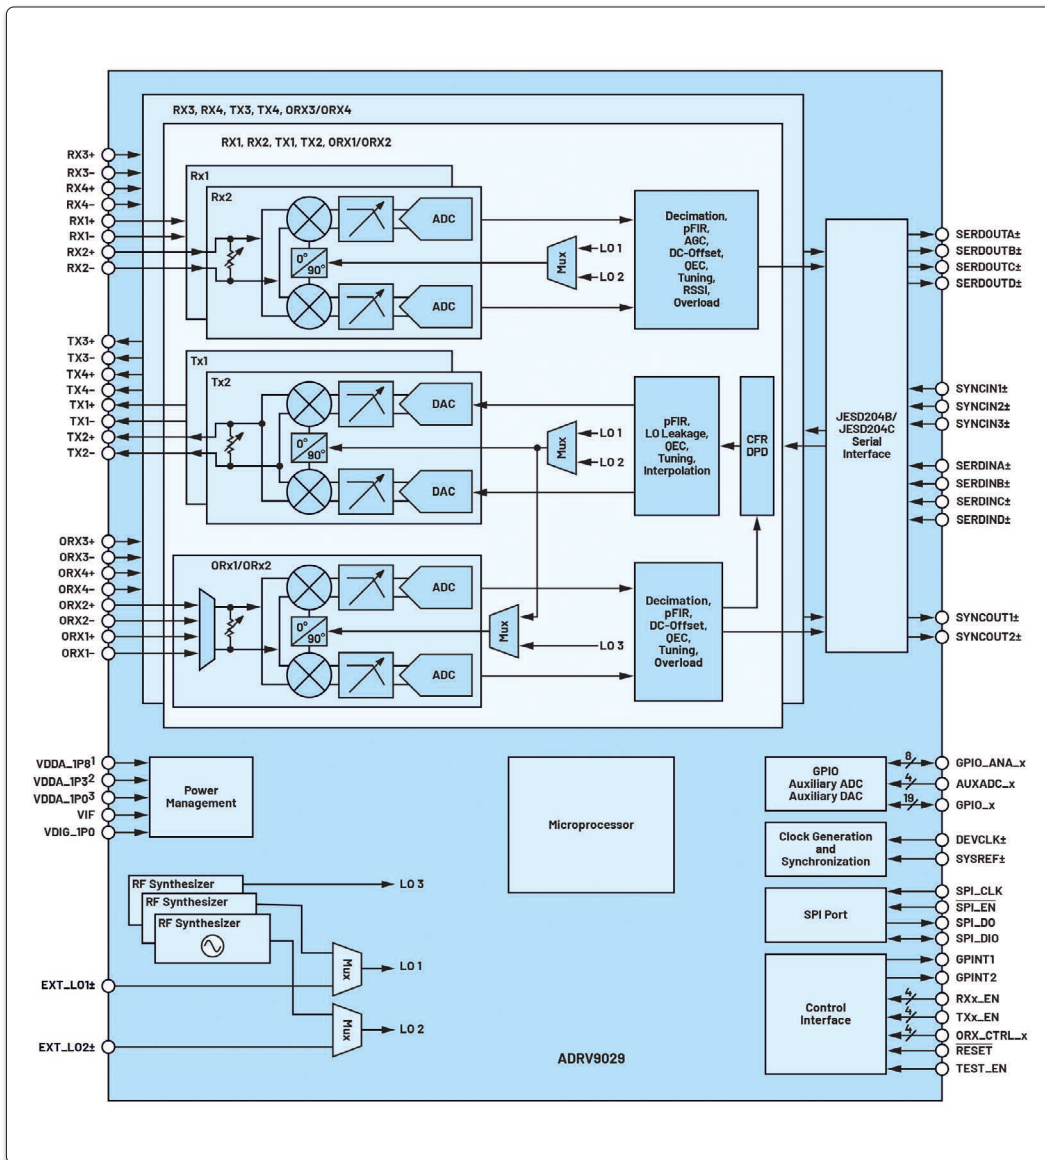 RX3, RX4, TX3, TX4, ORX3/ORX4
RX1, RX2, TX1, TX2, ORX1/ORX2
RX3+
RX3-
RX4+
RX4-
RX1+
RX1-
RX2+
RX2-
Rx1
Rx2
0°
90°
ADC
ADC
Mux
LO 1
LO 2
Decimation,
pFIR,
AGC,
DC-Offset,
QEC,
Tuning,
RSSI,
Overload
TX3+
TX3-
TX4+
TX4-
TX1+
TX1-
TX2+
TX2-
Tx1
Tx2
0°
90°
DAC
DAC
Mux
LO 1
LO 2
pFIR,
LO Leakage,
QEC,
Tuning,
Interpolation
CFR
DPD
ORX3+
ORX3-
ORX4+
ORX4-
ORX2+
ORX2-
ORX1+
ORX1-
ORx1/ORx2
0°
90°
ADC
ADC
Mux
LO 3
Decimation,
pFIR,
DC-Offset,
QEC,
Tuning,
Overload
JESD204B/
JESD204C
Serial
Interface
SERDOUTA±
SERDOUTB±
SERDOUTC±
SERDOUTD±
SYNCIN1±
SYNCIN2±
SYNCIN3±
SERDINA±
SERDINB±
SERDINC±
SERDIND±
SYNCOUT1±
SYNCOUT2±
VDDA_1P8¹
VDDA_1P3²
VDDA_1P0³
VIF
VDIG_1P0
Power
Management
Microprocessor
GPIO
Auxiliary ADC
Auxiliary DAC
8
4
19
GPIO_ANA_x
AUXADC_x
GPIO_x
Clock Generation
and
Synchronization
DEVCLK±
SYSREF±
SPI Port
SPI_CLK
SPI_EN
SPI_DO
SPI_DIO
Control
Interface
GPINT1
GPINT2
4
RXx_EN
4
TXx_EN
4
ORX_CTRL_x
RESET
TEST_EN
RF Synthesizer
RF Synthesizer
RF Synthesizer
LO 3
Mux
LO 1
Mux
LO 2
EXT_LO1±
EXT_LO2±
ADRV9029